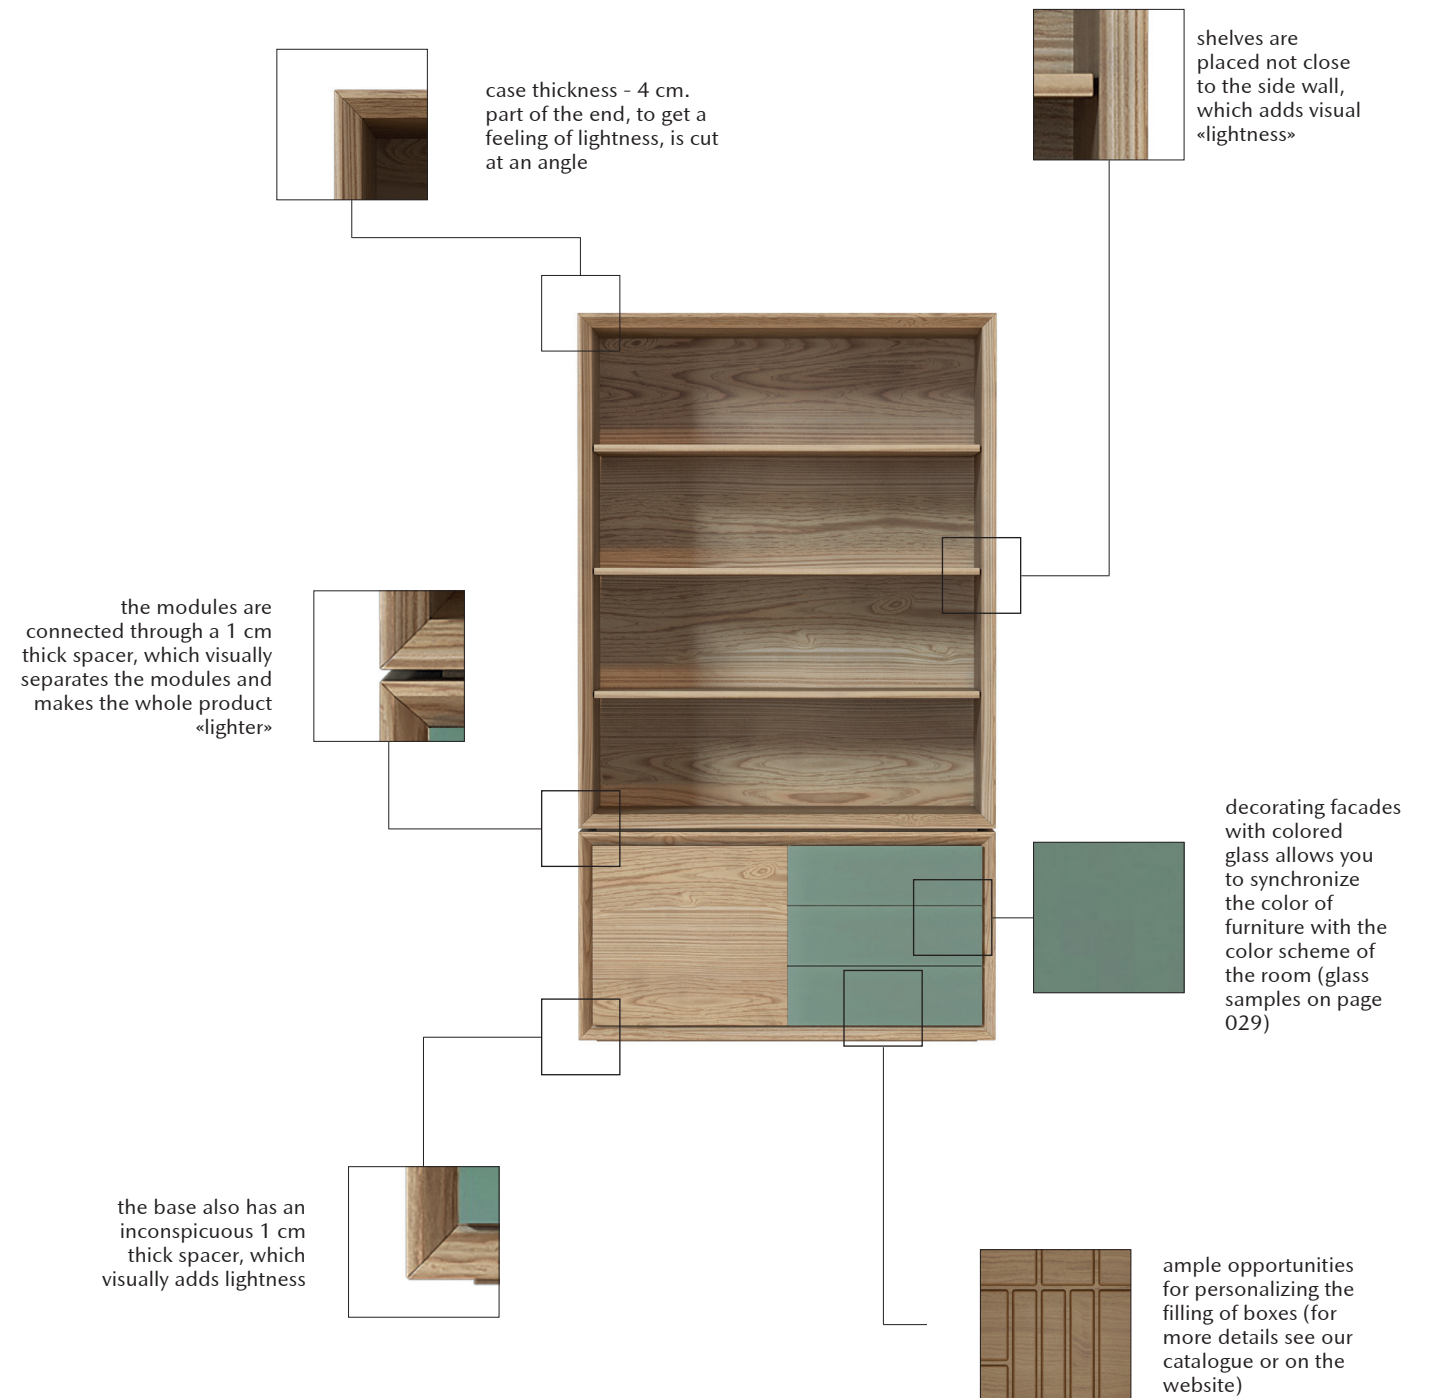 case thickness - 4 cm.
part of the end, to get a
feeling of lightness, is cut
at an angle
shelves are
placed not close
to the side wall,
which adds visual
«lightness»
the modules are
connected through a 1 cm
thick spacer, which visually
separates the modules and
makes the whole product
«lighter»
decorating facades
with colored
glass allows you
to synchronize
the color of
furniture with the
color scheme of
the room (glass
samples on page
029)
the base also has an
inconspicuous 1 cm
thick spacer, which
visually adds lightness
ample opportunities
for personalizing the
filling of boxes (for
more details see our
catalogue or on the
website)